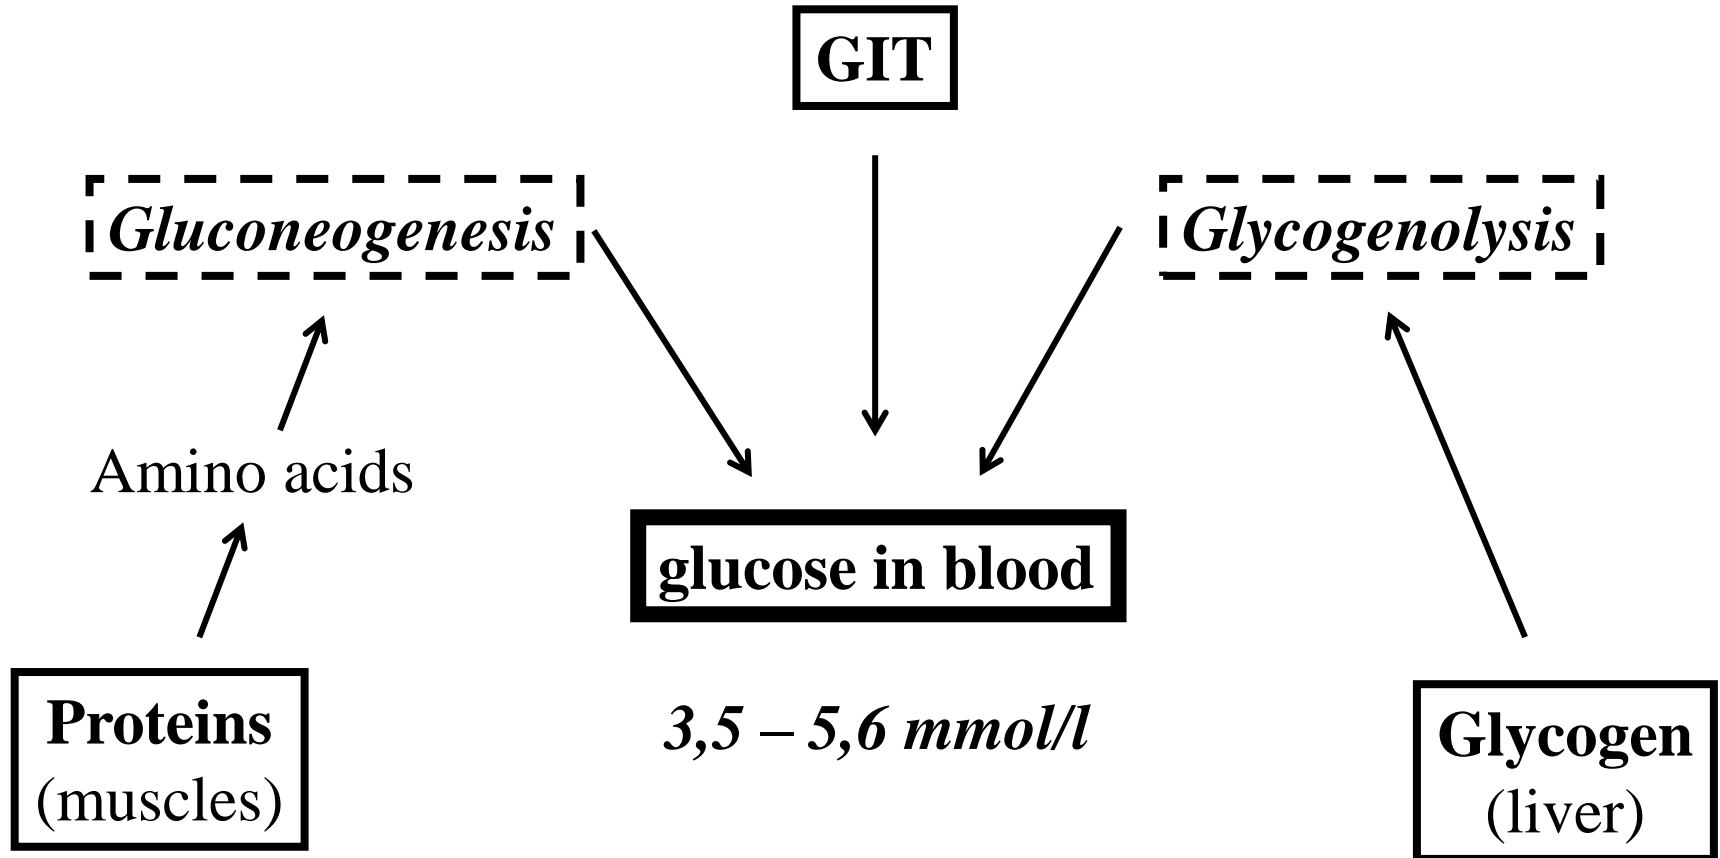 GIT
Gluconeogenesis
Glycogenolysis
Amino acids
glucose in blood
Proteins
(muscles)
3,5 – 5,6 mmol/l
Glycogen
(liver)